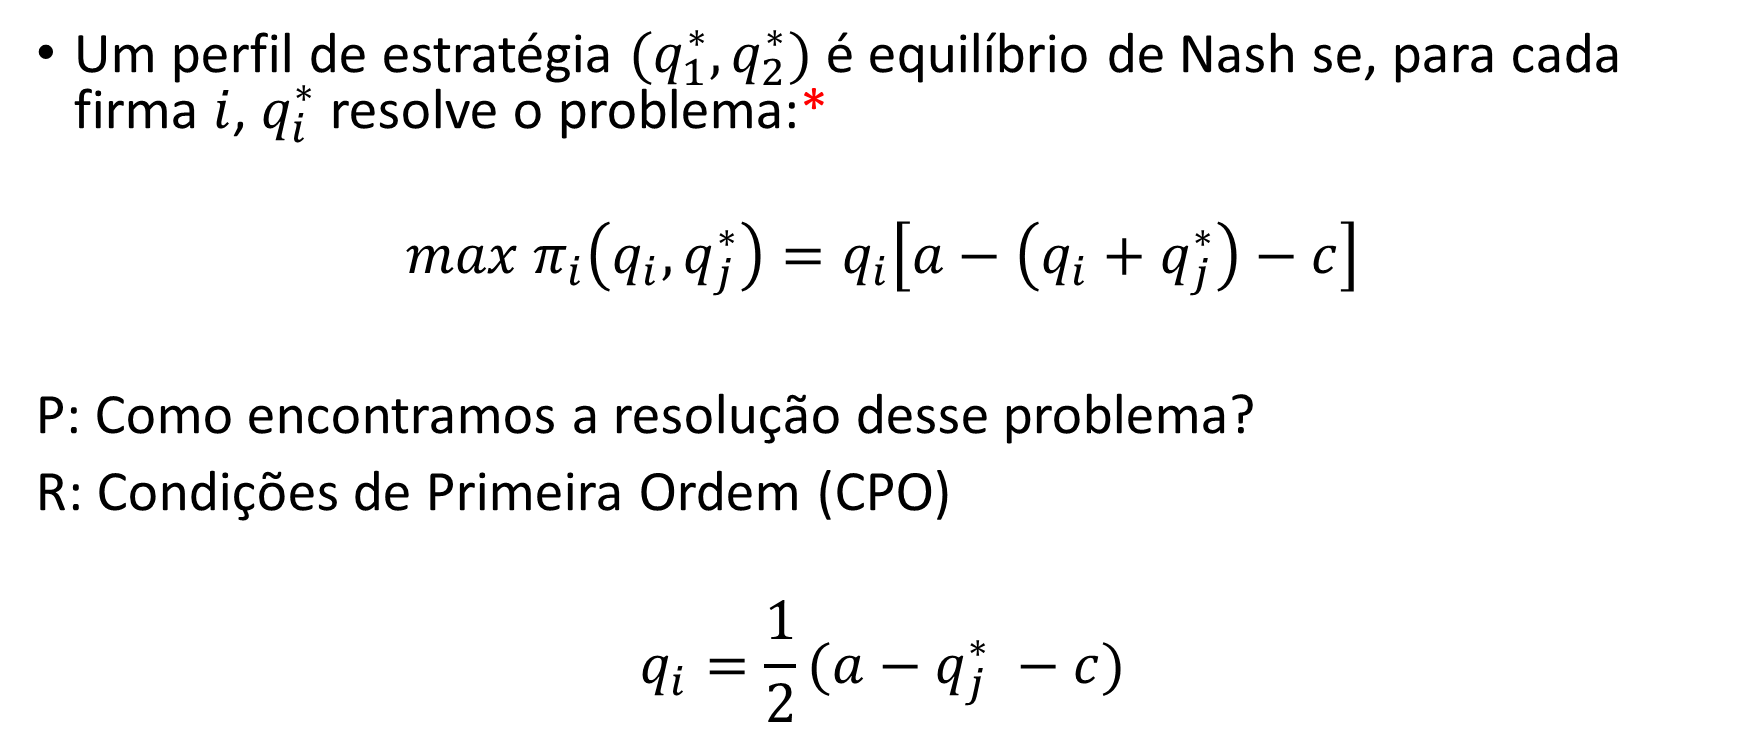 • Um perfil de estratégia (q₁*, q₂*) é equilíbrio de Nash se, para cada
firma i, qᵢ* resolve o problema:*
max πᵢ(qᵢ, qⱼ*) = qᵢ[a − (qᵢ + qⱼ*) − c]
P: Como encontramos a resolução desse problema?
R: Condições de Primeira Ordem (CPO)
qᵢ = 1/2 (a − qⱼ* − c)